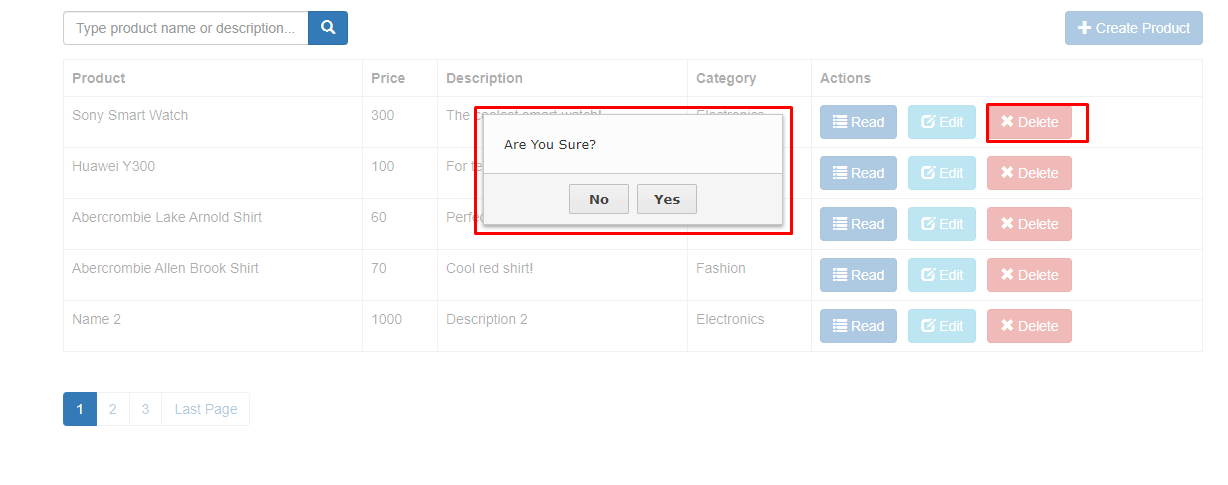 Type product name or description...
Create Product
Product Price Description Category Actions
Sony Smart Watch 300 The coolest smart watch! Electronics Read Edit Delete
Are You Sure?
Huawei Y300 100 For te Read Edit Delete
No Yes
Abercrombie Lake Arnold Shirt 60 Perfec Read Edit Delete
Abercrombie Allen Brook Shirt 70 Cool red shirt! Fashion Read Edit Delete
Name 2 1000 Description 2 Electronics Read Edit Delete
1 2 3 Last Page